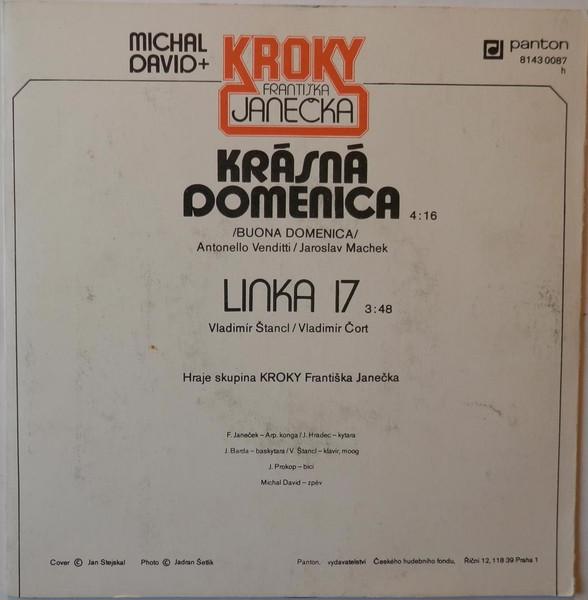 MICHAL
DAVID+
KROKY
FRANTIŠKA
JANEČKA
panton
8143 0087
h
KRÁSNÁ
DOMENICA 4:16
/BUONA DOMENICA/
Antonello Venditti / Jaroslav Machek
LINKA 17 3:48
Vladimír Štancl / Vladimír Čort
Hraje skupina KROKY Františka Janečka
F. Janeček – Arp. konga / J. Hradec – kytara
J. Barda – baskytara / V. Štancl – klavír, moog
J. Prokop – bicí
Michal David – zpěv
Cover © Jan Stejskal Photo © Jadran Šetlík Panton, vydavatelství Českého hudebního fondu, Říční 12, 118 39 Praha 1